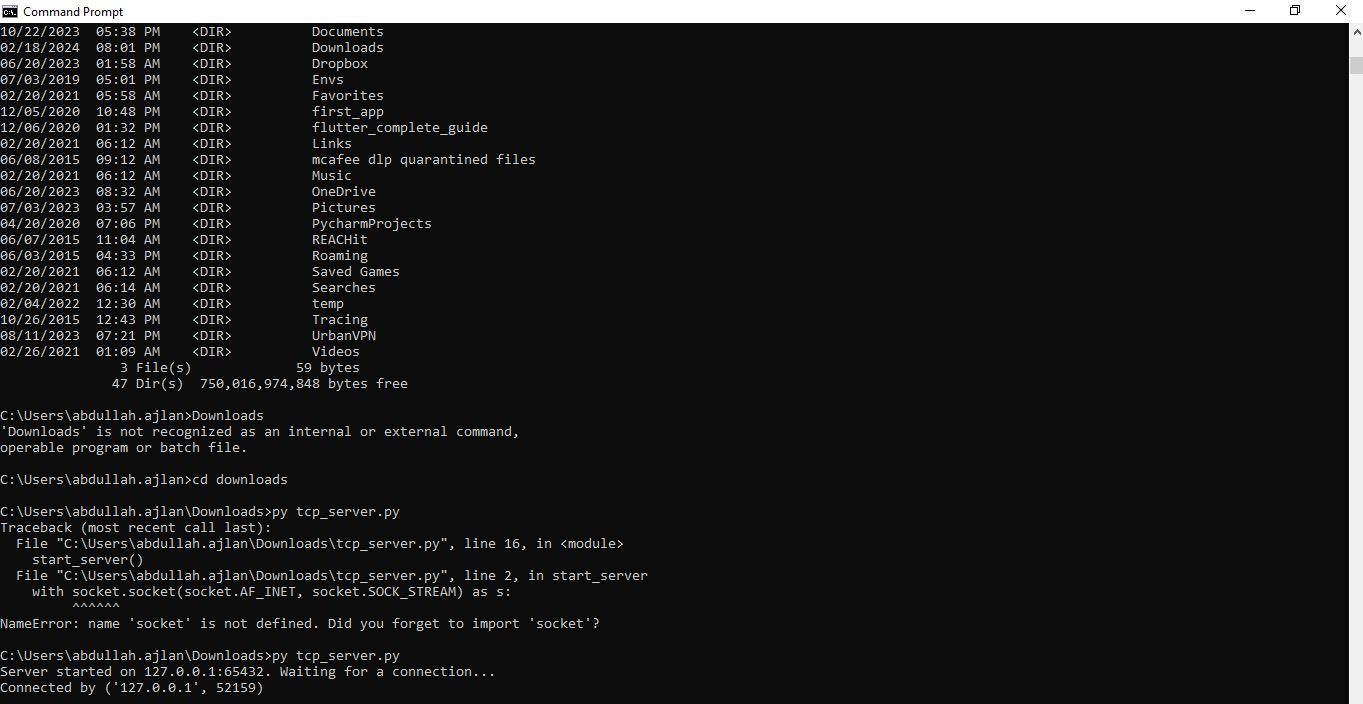 Command Prompt
10/22/2023  05:38 PM    <DIR>          Documents
02/18/2024  08:01 PM    <DIR>          Downloads
06/20/2023  01:58 AM    <DIR>          Dropbox
07/03/2019  05:01 PM    <DIR>          Envs
02/20/2021  05:58 AM    <DIR>          Favorites
12/05/2020  10:48 PM    <DIR>          first_app
12/06/2020  01:32 PM    <DIR>          flutter_complete_guide
02/20/2021  06:12 AM    <DIR>          Links
06/08/2015  09:12 AM    <DIR>          mcafee dlp quarantined files
02/20/2021  06:12 AM    <DIR>          Music
06/20/2023  08:32 AM    <DIR>          OneDrive
07/03/2023  03:57 AM    <DIR>          Pictures
04/20/2020  07:06 PM    <DIR>          PycharmProjects
06/07/2015  11:04 AM    <DIR>          REACHit
06/03/2015  04:33 PM    <DIR>          Roaming
02/20/2021  06:12 AM    <DIR>          Saved Games
02/20/2021  06:14 AM    <DIR>          Searches
02/04/2022  12:30 AM    <DIR>          temp
10/26/2015  12:43 PM    <DIR>          Tracing
08/11/2023  07:21 PM    <DIR>          UrbanVPN
02/26/2021  01:09 AM    <DIR>          Videos
               3 File(s)             59 bytes
              47 Dir(s)  750,016,974,848 bytes free

C:\Users\abdullah.ajlan>Downloads
'Downloads' is not recognized as an internal or external command,
operable program or batch file.

C:\Users\abdullah.ajlan>cd downloads

C:\Users\abdullah.ajlan\Downloads>py tcp_server.py
Traceback (most recent call last):
  File "C:\Users\abdullah.ajlan\Downloads\tcp_server.py", line 16, in <module>
    start_server()
  File "C:\Users\abdullah.ajlan\Downloads\tcp_server.py", line 2, in start_server
    with socket.socket(socket.AF_INET, socket.SOCK_STREAM) as s:
         ^^^^^^
NameError: name 'socket' is not defined. Did you forget to import 'socket'?

C:\Users\abdullah.ajlan\Downloads>py tcp_server.py
Server started on 127.0.0.1:65432. Waiting for a connection...
Connected by ('127.0.0.1', 52159)